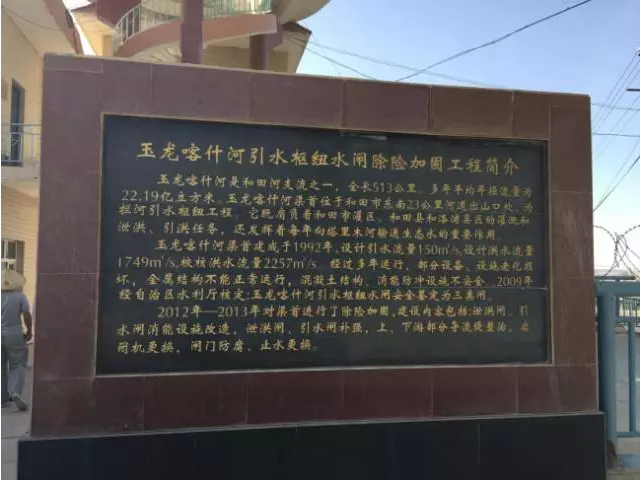 玉龙喀什河引水枢纽水闸除险加固工程简介
玉龙喀什河是和田河支流之一,全长513公里,多年平均年径流量为
22.19亿立方米。玉龙喀什河渠首位于和田市东南23公里河流出山口处,为
拦河引水枢纽工程。它既肩负着和田市灌区、和田县和洛浦县区的灌溉和
泄洪、引洪任务,还发挥着每年向塔里木河输送生态水的重要作用。
玉龙喀什河渠首建成于1992年,设计引水流量150m³/s,设计洪水流量
1749m³/s,校核洪水流量2257m³/s。经过多年运行,部份设备、设施老化损
坏,金属结构不能正常运行,混凝土结构、消能防冲设施不安全。2009年
经自治区水利厅核定:玉龙喀什河引水枢纽水闸安全鉴定为三类闸。
2012年—2013年对渠首进行了除险加固,建设内容包括:泄洪闸、引
水闸消能设施改造,泄洪闸、引水闸补强,上、下游部分导流堤整治、启
闭机更换,闸门防腐、止水更换。